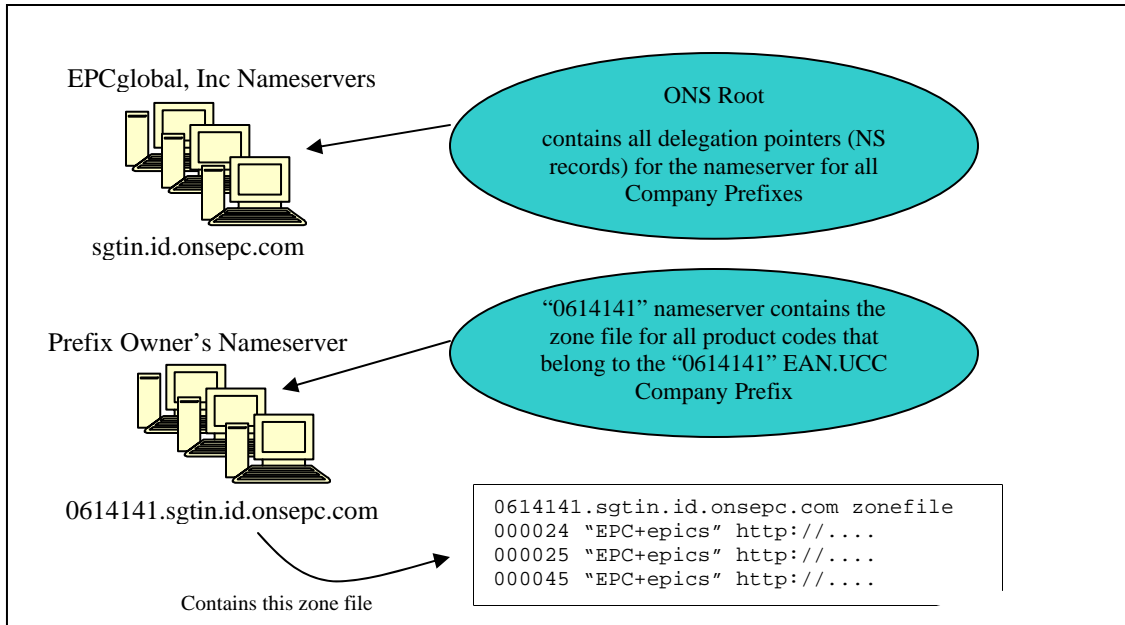 EPCglobal, Inc Nameservers
sgtin.id.onsepc.com
ONS Root
contains all delegation pointers (NS
records) for the nameserver for all
Company Prefixes
Prefix Owner’s Nameserver
0614141.sgtin.id.onsepc.com
“0614141” nameserver contains the
zone file for all product codes that
belong to the “0614141” EAN.UCC
Company Prefix
Contains this zone file
0614141.sgtin.id.onsepc.com zonefile
000024 “EPC+epics” http://....
000025 “EPC+epics” http://....
000045 “EPC+epics” http://....